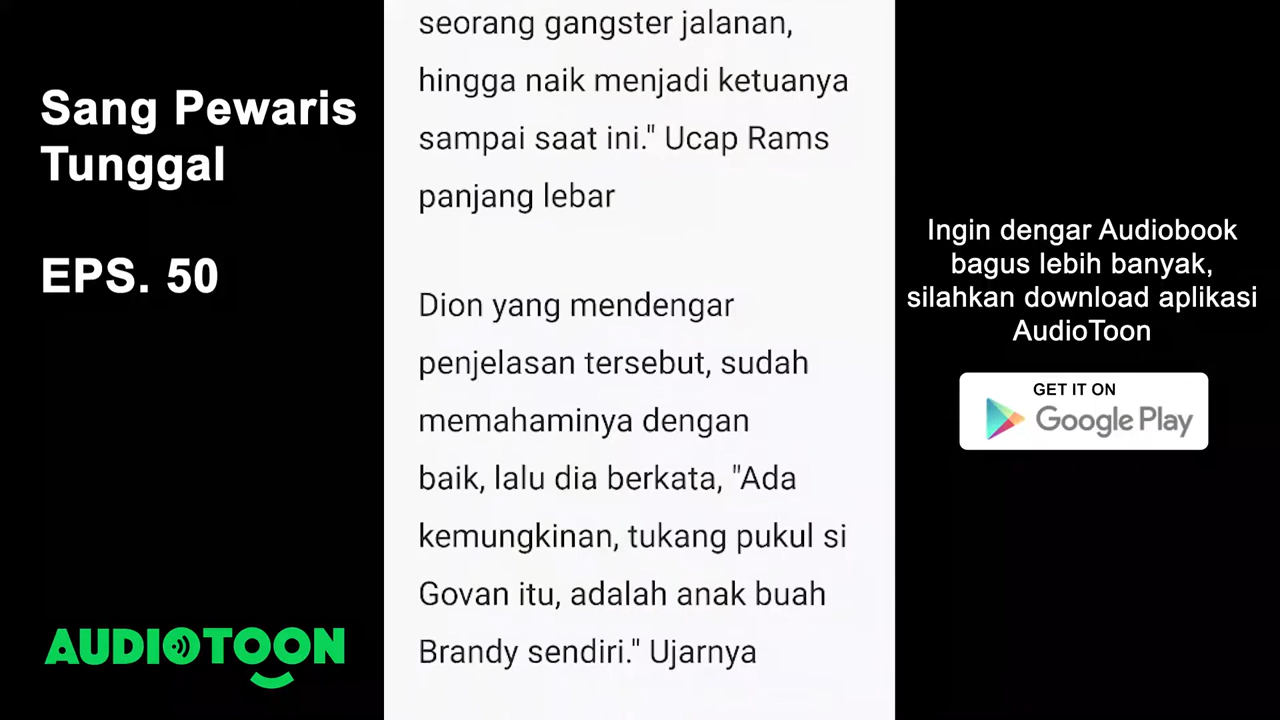 Sang Pewaris
Tunggal
EPS. 50
AUDIOTOON
seorang gangster jalanan,
hingga naik menjadi ketuanya
sampai saat ini." Ucap Rams
panjang lebar
Dion yang mendengar
penjelasan tersebut, sudah
memahaminya dengan
baik, lalu dia berkata, "Ada
kemungkinan, tukang pukul si
Govan itu, adalah anak buah
Brandy sendiri." Ujarnya
Ingin dengar Audiobook
bagus lebih banyak,
silahkan download aplikasi
AudioToon
GET IT ON
Google Play